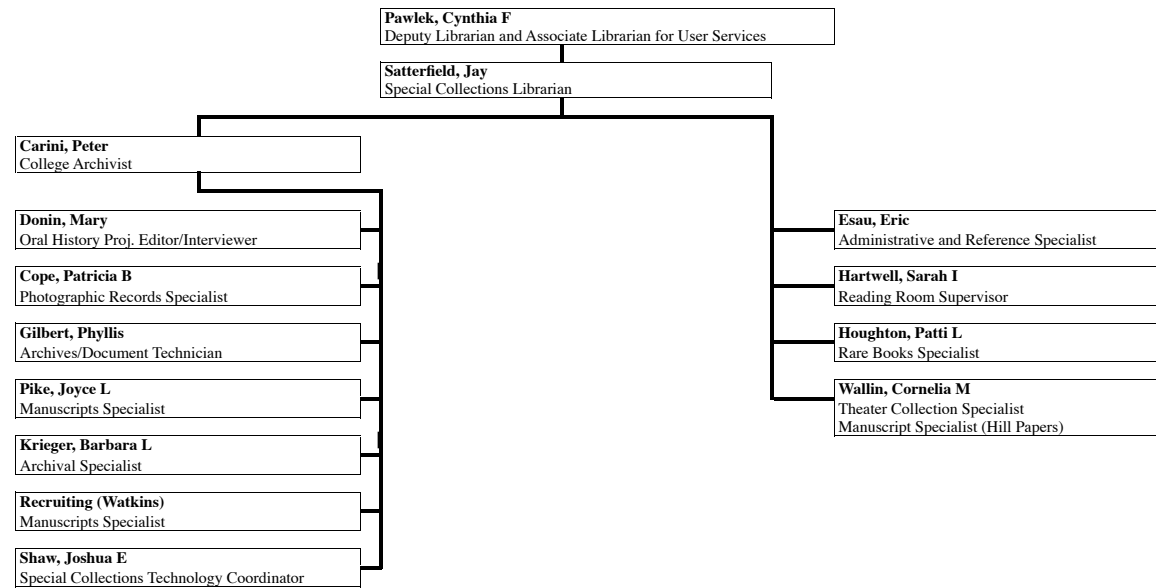 Pawlek, Cynthia F
Deputy Librarian and Associate Librarian for User Services
Satterfield, Jay
Special Collections Librarian
Carini, Peter
College Archivist
Donin, Mary
Oral History Proj. Editor/Interviewer
Cope, Patricia B
Photographic Records Specialist
Gilbert, Phyllis
Archives/Document Technician
Pike, Joyce L
Manuscripts Specialist
Krieger, Barbara L
Archival Specialist
Recruiting (Watkins)
Manuscripts Specialist
Shaw, Joshua E
Special Collections Technology Coordinator
Esau, Eric
Administrative and Reference Specialist
Hartwell, Sarah I
Reading Room Supervisor
Houghton, Patti L
Rare Books Specialist
Wallin, Cornelia M
Theater Collection Specialist
Manuscript Specialist (Hill Papers)